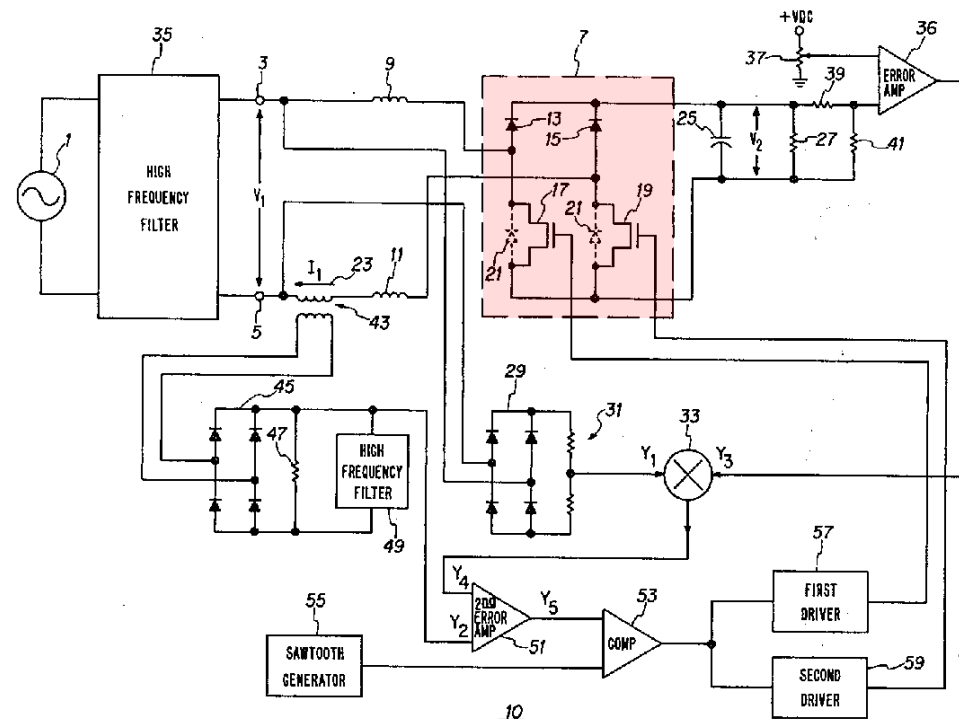 35
3
9
7
+VDC
36
37
ERROR AMP
39
1
HIGH FREQUENCY FILTER
V1
13
15
25
V2
27
41
17
19
21
21
I1
23
11
5
43
45
29
31
33
47
HIGH FREQUENCY FILTER
49
Y1
Y3
57
Y4
53
FIRST DRIVER
55
Y2
2nd ERROR AMP
Y5
51
COMP
SAWTOOTH GENERATOR
59
SECOND DRIVER
10